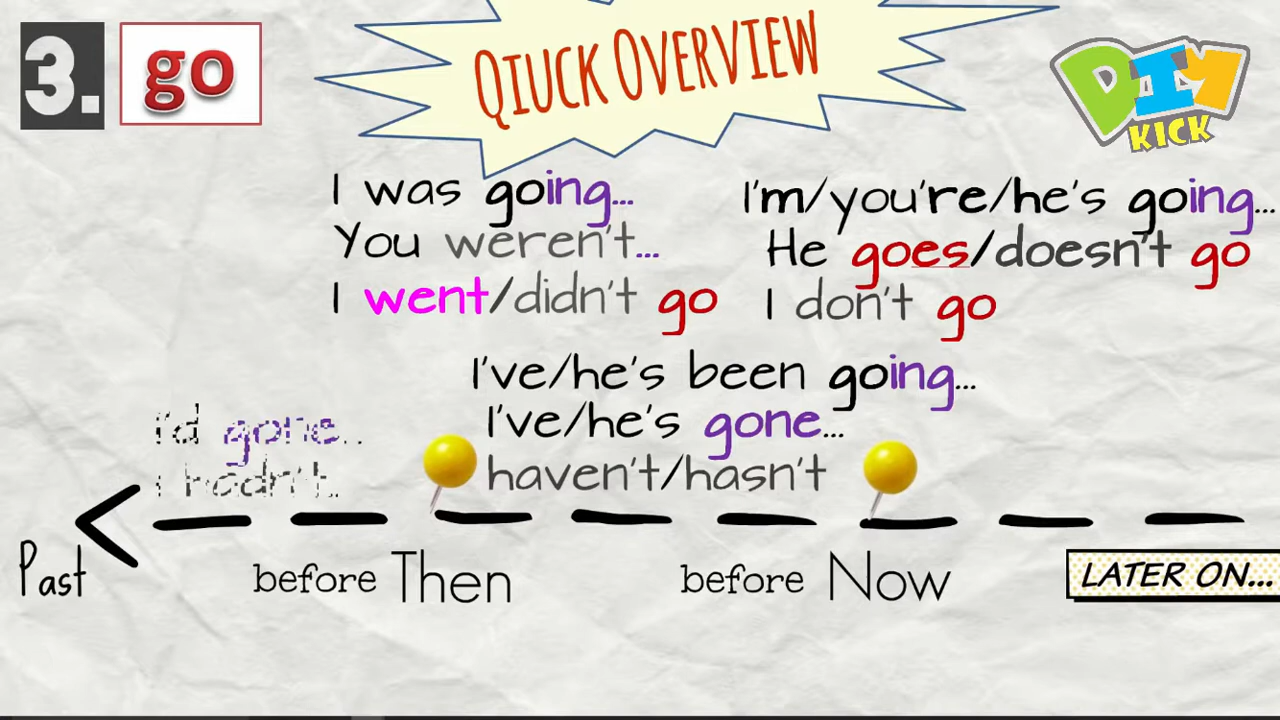 3. go
QIUCK OVERVIEW
DIY
KICK
I was going...
You weren't...
I went/didn't go
I'm/you're/he's going...
He goes/doesn't go
I don't go
I've/he's been going...
I've/he's gone...
haven't/hasn't
I'd gone...
I hadn't...
Past
before Then
before Now
LATER ON...